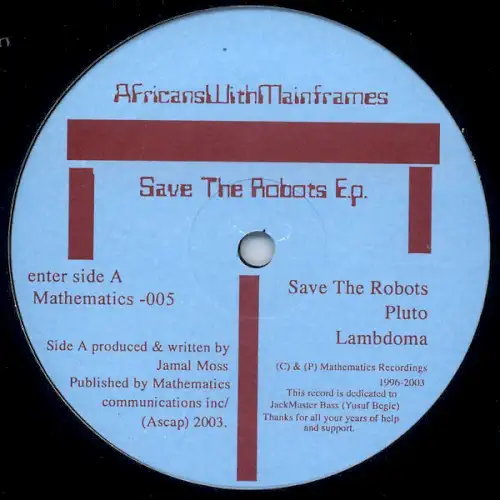 AfricansWithMainframes
Save The Robots E.p.
enter side A
Mathematics -005
Side A produced & written by
Jamal Moss
Published by Mathematics
communications inc/
(Ascap) 2003.
Save The Robots
Pluto
Lambdoma
(C) & (P) Mathematics Recordings
1996-2003
This record is dedicated to
JackMaster Bass (Yusuf Begic)
Thanks for all your years of help
and support.